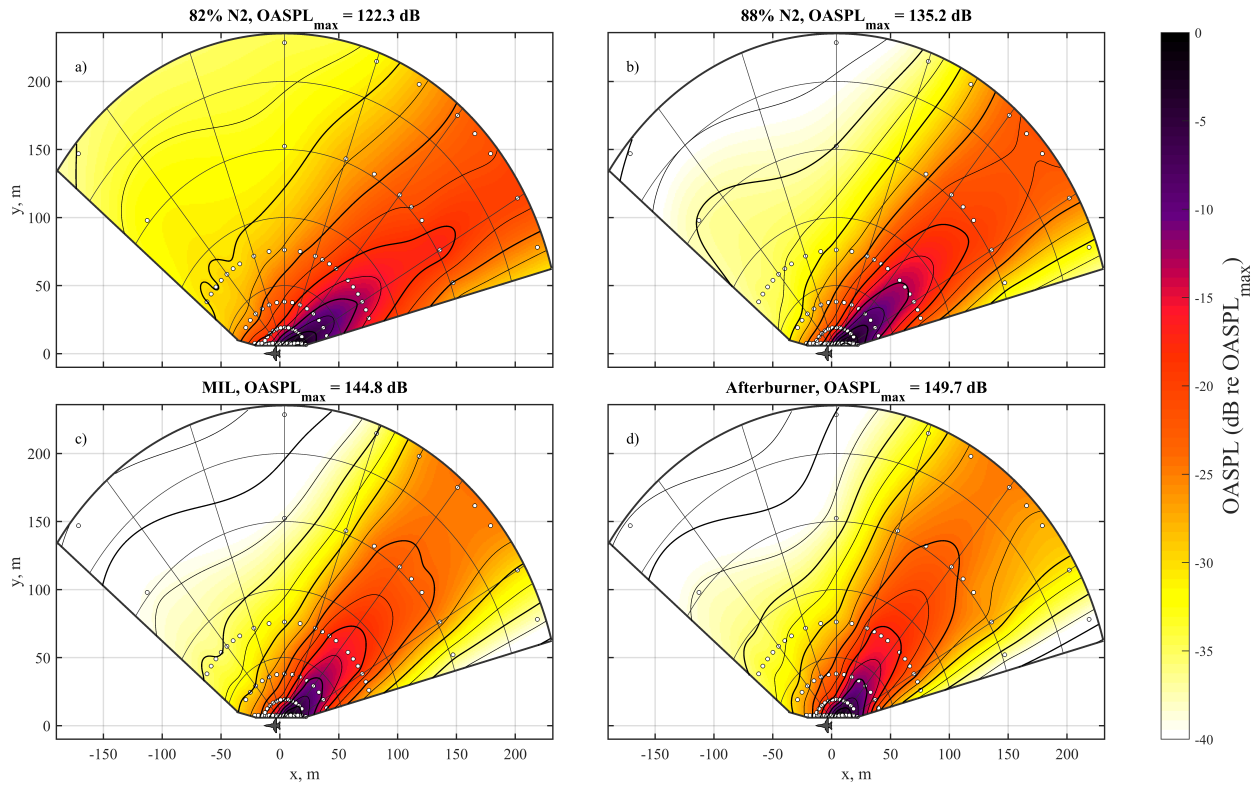 82% N2, OASPLmax = 122.3 dB
88% N2, OASPLmax = 135.2 dB
a)
b)
200
150
100
50
0
y, m
0
-5
-10
-15
-20
-25
-30
-35
-40
OASPL (dB re OASPLmax)
MIL, OASPLmax = 144.8 dB
Afterburner, OASPLmax = 149.7 dB
c)
d)
200
150
100
50
0
y, m
-150 -100 -50 0 50 100 150 200
x, m
-150 -100 -50 0 50 100 150 200
x, m